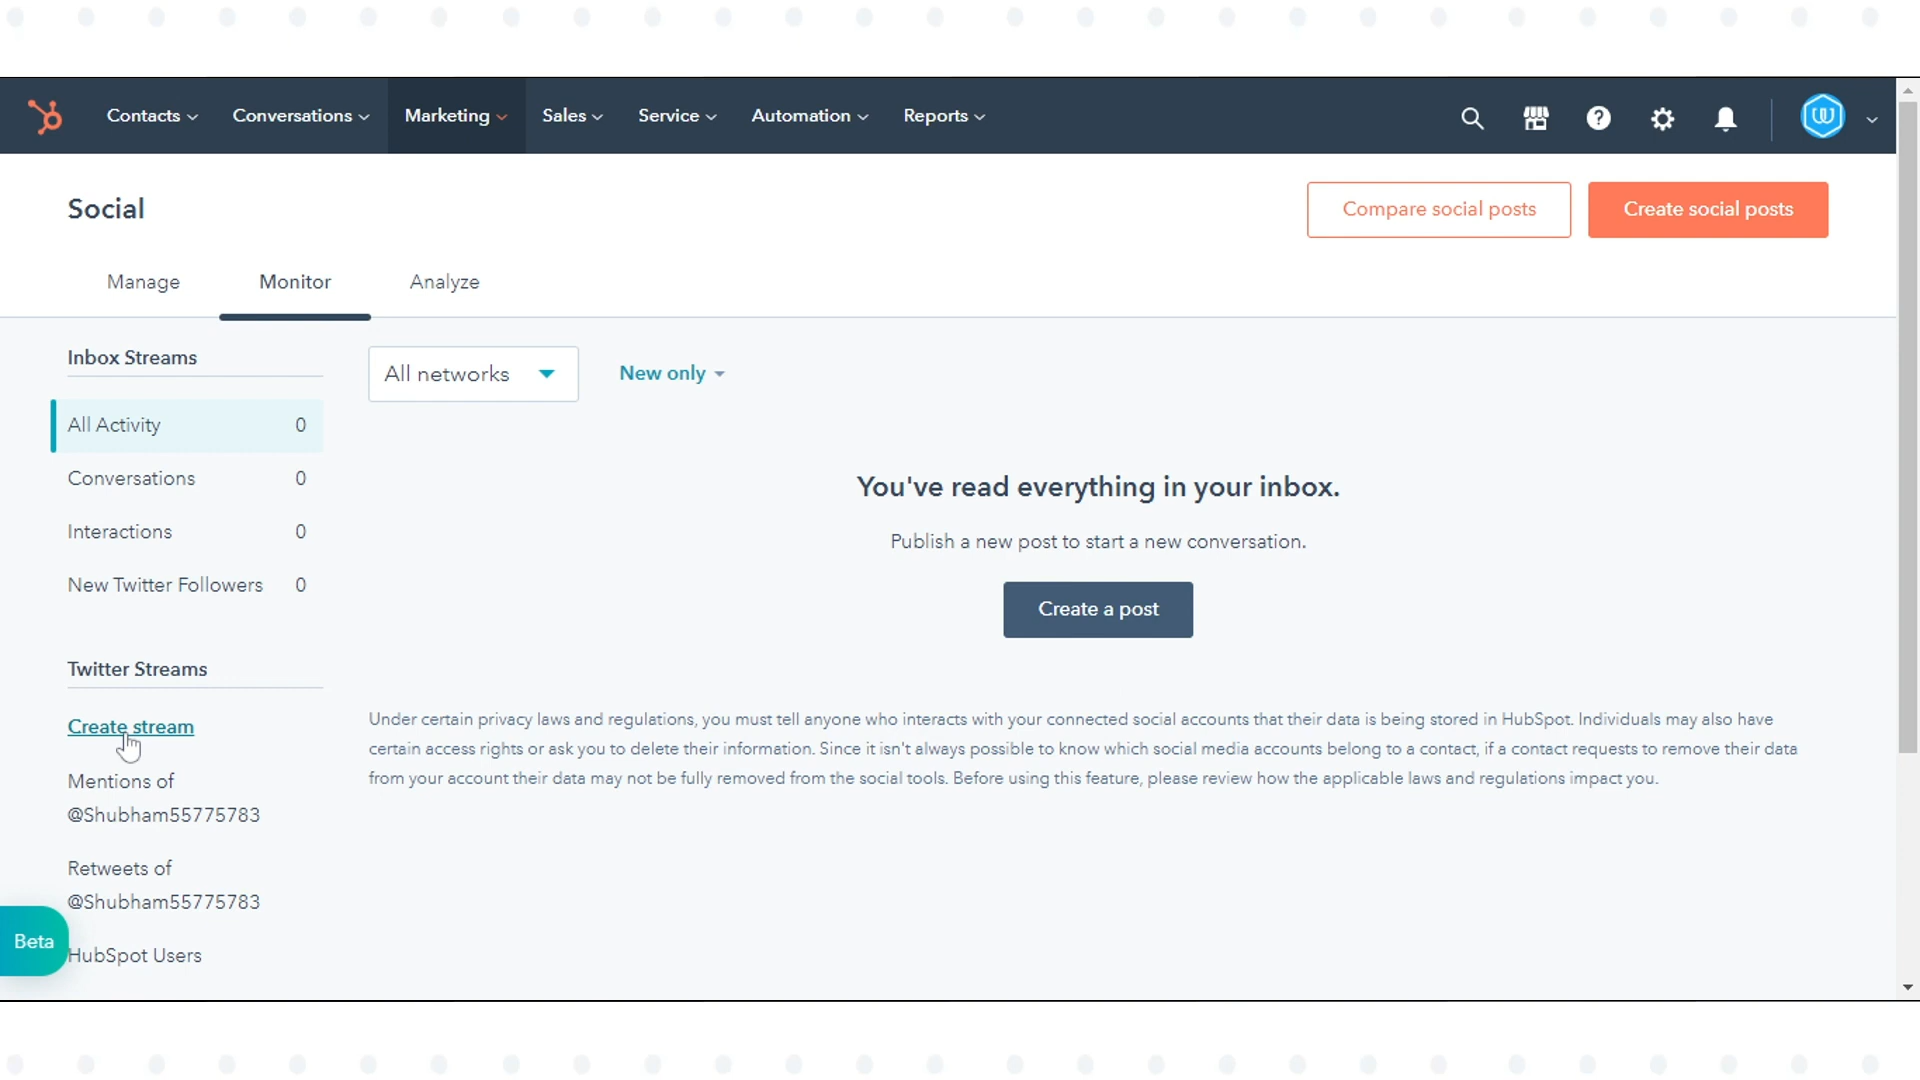 Contacts
Conversations
Marketing
Sales
Service
Automation
Reports
Social
Compare social posts
Create social posts
Manage
Monitor
Analyze
Inbox Streams
All Activity 0
Conversations 0
Interactions 0
New Twitter Followers 0
All networks
New only
You've read everything in your inbox.
Publish a new post to start a new conversation.
Create a post
Twitter Streams
Create stream
Mentions of
@Shubham55775783
Retweets of
@Shubham55775783
HubSpot Users
Beta
Under certain privacy laws and regulations, you must tell anyone who interacts with your connected social accounts that their data is being stored in HubSpot. Individuals may also have
certain access rights or ask you to delete their information. Since it isn't always possible to know which social media accounts belong to a contact, if a contact requests to remove their data
from your account their data may not be fully removed from the social tools. Before using this feature, please review how the applicable laws and regulations impact you.